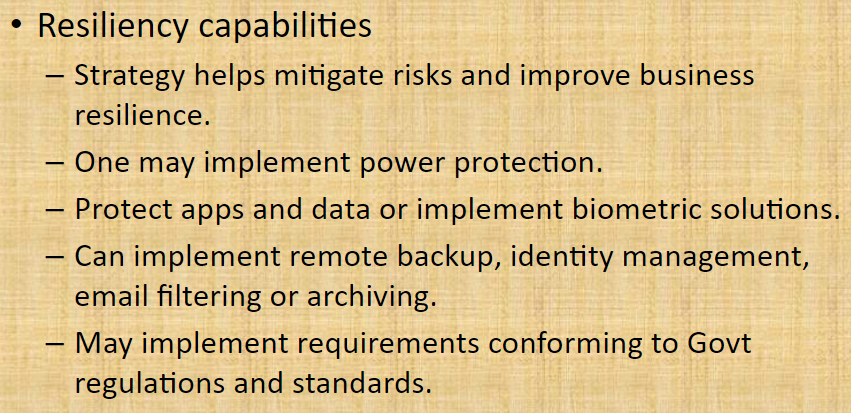 • Resiliency capabilities
– Strategy helps mitigate risks and improve business
resilience.
– One may implement power protection.
– Protect apps and data or implement biometric solutions.
– Can implement remote backup, identity management,
email filtering or archiving.
– May implement requirements conforming to Govt
regulations and standards.